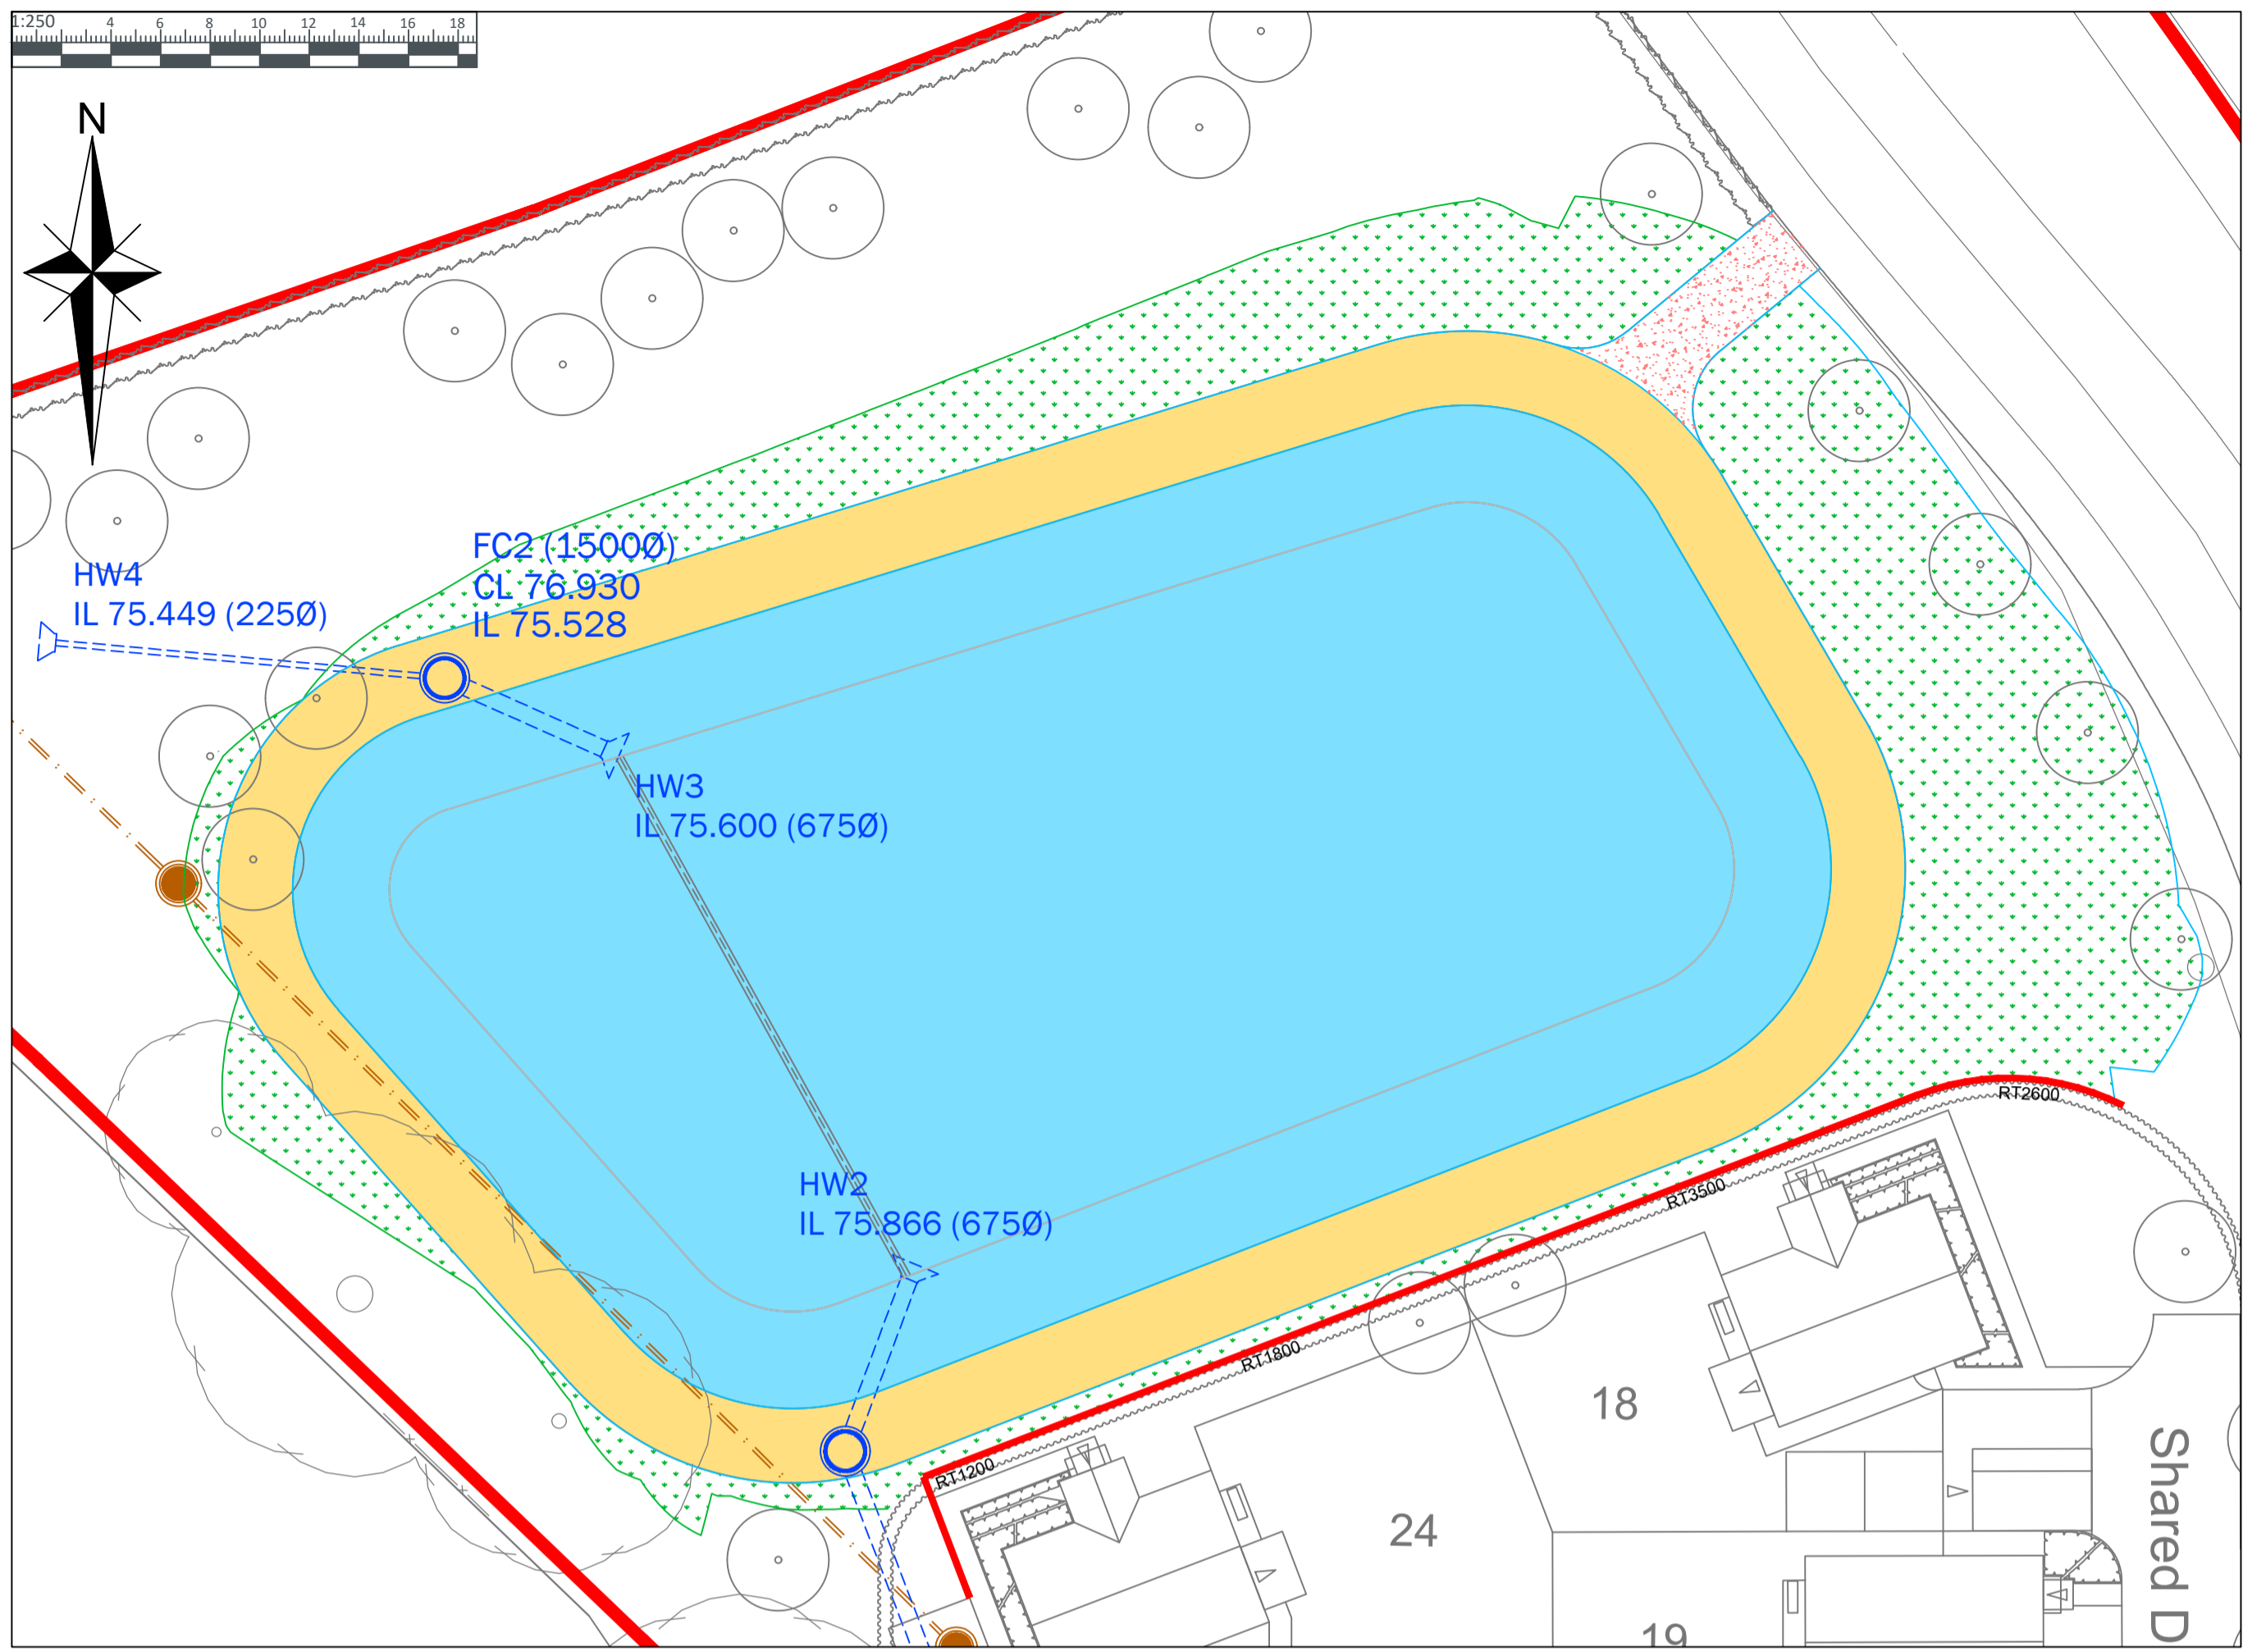 1:250 4 6 8 10 12 14 16 18
N
FC2 (1500Ø)
CL 76.930
IL 75.528
HW4
IL 75.449 (225Ø)
HW3
IL 75.600 (675Ø)
HW2
IL 75.866 (675Ø)
RT2600
RT3500
RT1800
RT1200
18
24
19
Shared D